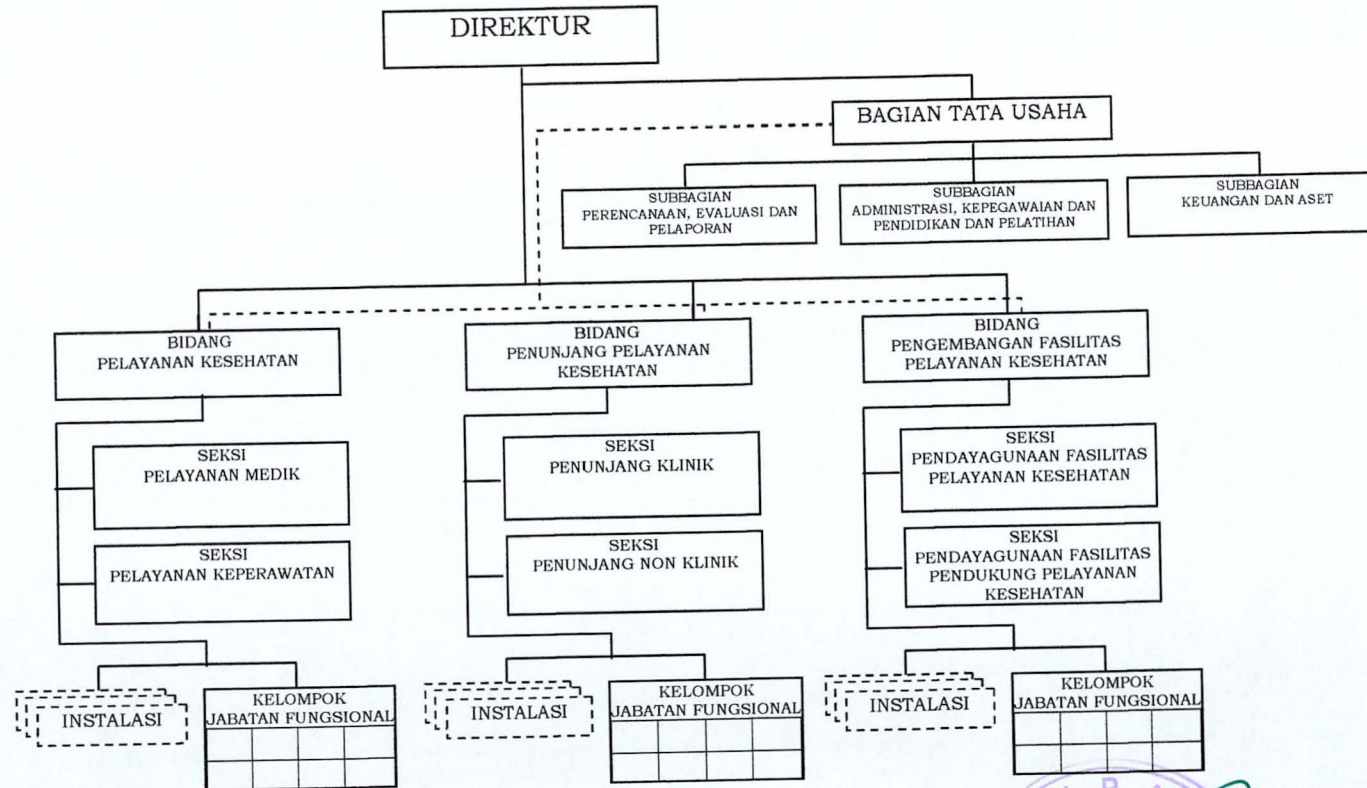 DIREKTUR
BAGIAN TATA USAHA
SUBBAGIAN
PERENCANAAN, EVALUASI DAN
PELAPORAN
SUBBAGIAN
ADMINISTRASI, KEPEGAWAIAN DAN
PENDIDIKAN DAN PELATIHAN
SUBBAGIAN
KEUANGAN DAN ASET
BIDANG
PELAYANAN KESEHATAN
BIDANG
PENUNJANG PELAYANAN
KESEHATAN
BIDANG
PENGEMBANGAN FASILITAS
PELAYANAN KESEHATAN
SEKSI
PELAYANAN MEDIK
SEKSI
PENUNJANG KLINIK
SEKSI
PENDAYAGUNAAN FASILITAS
PELAYANAN KESEHATAN
SEKSI
PELAYANAN KEPERAWATAN
SEKSI
PENUNJANG NON KLINIK
SEKSI
PENDAYAGUNAAN FASILITAS
PENDUKUNG PELAYANAN
KESEHATAN
INSTALASI
KELOMPOK
JABATAN FUNGSIONAL
INSTALASI
KELOMPOK
JABATAN FUNGSIONAL
INSTALASI
KELOMPOK
JABATAN FUNGSIONAL